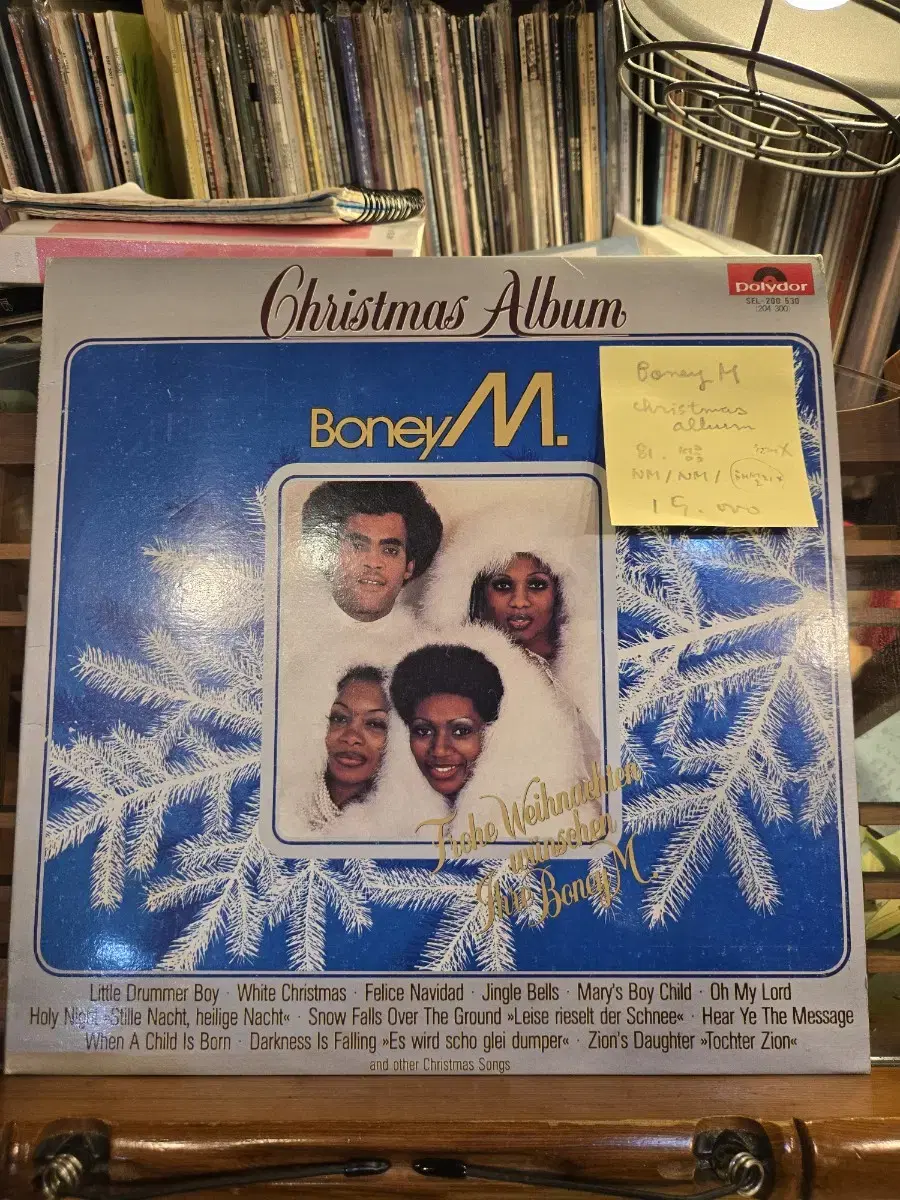 Christmas Album
polydor
SEL-200 530
(204 300)
Boney M.
Boney M
christmas
album
81.
NM / NM /
15.000
Frohe Weihnachten
wünschen
Ihre Boney M.
Little Drummer Boy · White Christmas · Felice Navidad · Jingle Bells · Mary's Boy Child · Oh My Lord
Holy Night »Stille Nacht, heilige Nacht« · Snow Falls Over The Ground »Leise rieselt der Schnee« · Hear Ye The Message
When A Child Is Born · Darkness Is Falling »Es wird scho glei dumper« · Zion's Daughter »Tochter Zion«
and other Christmas Songs